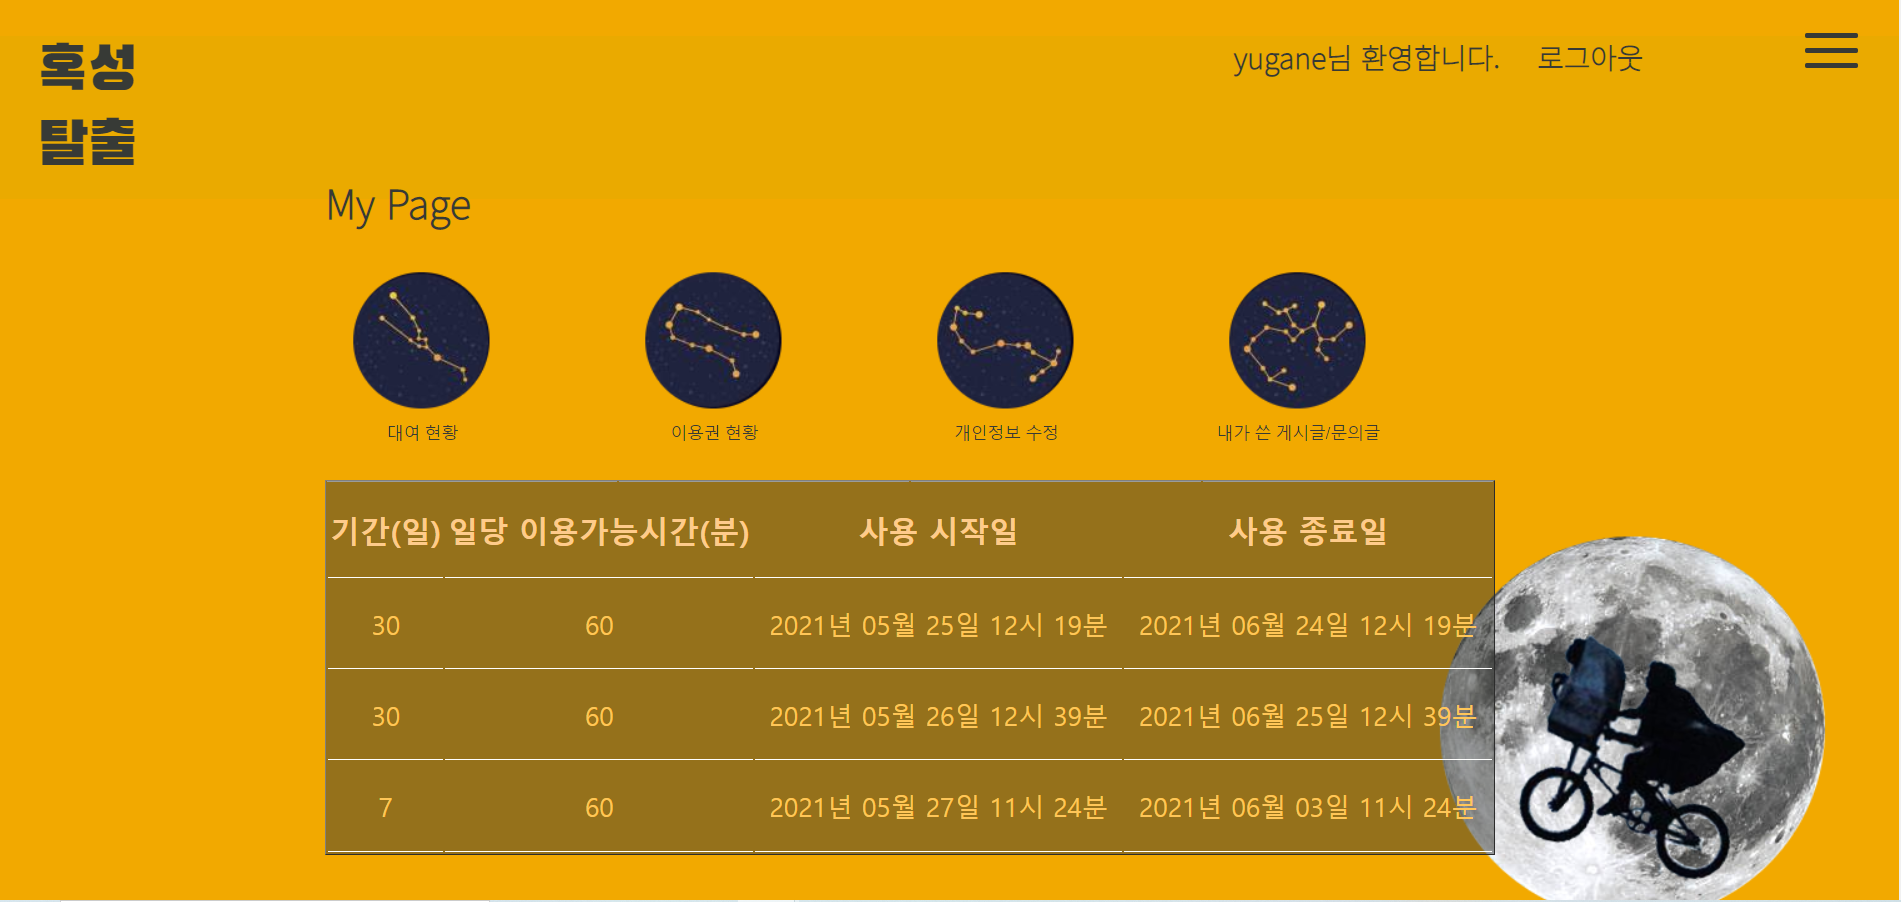 혹성
탈출
yugane님 환영합니다. 로그아웃
My Page
대여 현황 이용권 현황 개인정보 수정 내가 쓴 게시글/문의글
기간(일) 일당 이용가능시간(분) 사용 시작일 사용 종료일
30 60 2021년 05월 25일 12시 19분 2021년 06월 24일 12시 19분
30 60 2021년 05월 26일 12시 39분 2021년 06월 25일 12시 39분
7 60 2021년 05월 27일 11시 24분 2021년 06월 03일 11시 24분